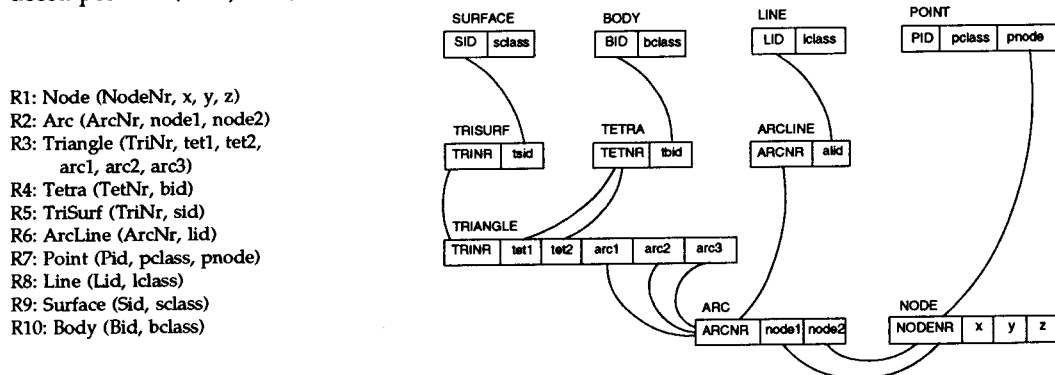 R1: Node (NodeNr, x, y, z)
R2: Arc (ArcNr, node1, node2)
R3: Triangle (TriNr, tet1, tet2,
arc1, arc2, arc3)
R4: Tetra (TetNr, bid)
R5: TriSurf (TriNr, sid)
R6: ArcLine (ArcNr, lid)
R7: Point (Pid, pclass, pnode)
R8: Line (Lid, lclass)
R9: Surface (Sid, sclass)
R10: Body (Bid, bclass)
SURFACE BODY LINE POINT
SID sclass BID bclass LID lclass PID pclass pnode
TRISURF TETRA ARCLINE
TRINR tsid TETNR tbid ARCNR alid
TRIANGLE
TRINR tet1 tet2 arc1 arc2 arc3
ARC NODE
ARCNR node1 node2 NODENR x y z